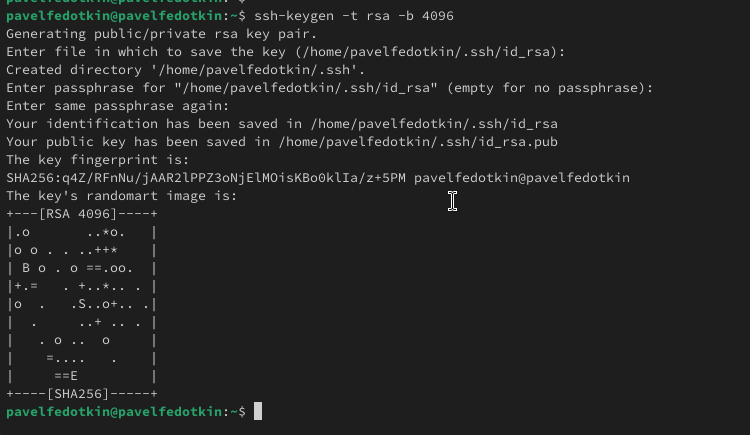 pavelfedotkin@pavelfedotkin:~$ ssh-keygen -t rsa -b 4096
Generating public/private rsa key pair.
Enter file in which to save the key (/home/pavelfedotkin/.ssh/id_rsa):
Created directory '/home/pavelfedotkin/.ssh'.
Enter passphrase for "/home/pavelfedotkin/.ssh/id_rsa" (empty for no passphrase):
Enter same passphrase again:
Your identification has been saved in /home/pavelfedotkin/.ssh/id_rsa
Your public key has been saved in /home/pavelfedotkin/.ssh/id_rsa.pub
The key fingerprint is:
SHA256:q4Z/RFnNu/jAAR2lPPZ3oNjElMOisKBo0klIa/z+5PM pavelfedotkin@pavelfedotkin
The key's randomart image is:
+---[RSA 4096]----+
|.o       ..*o.   |
|o o . . ..++*    |
| B o . o ==.oo.  |
|+.=   . +..*.. . |
|o  .   .S..o+.. .|
|  .     ..+ .. . |
|   . o ..  o     |
|    =....   .    |
|     ==E         |
+----[SHA256]-----+
pavelfedotkin@pavelfedotkin:~$